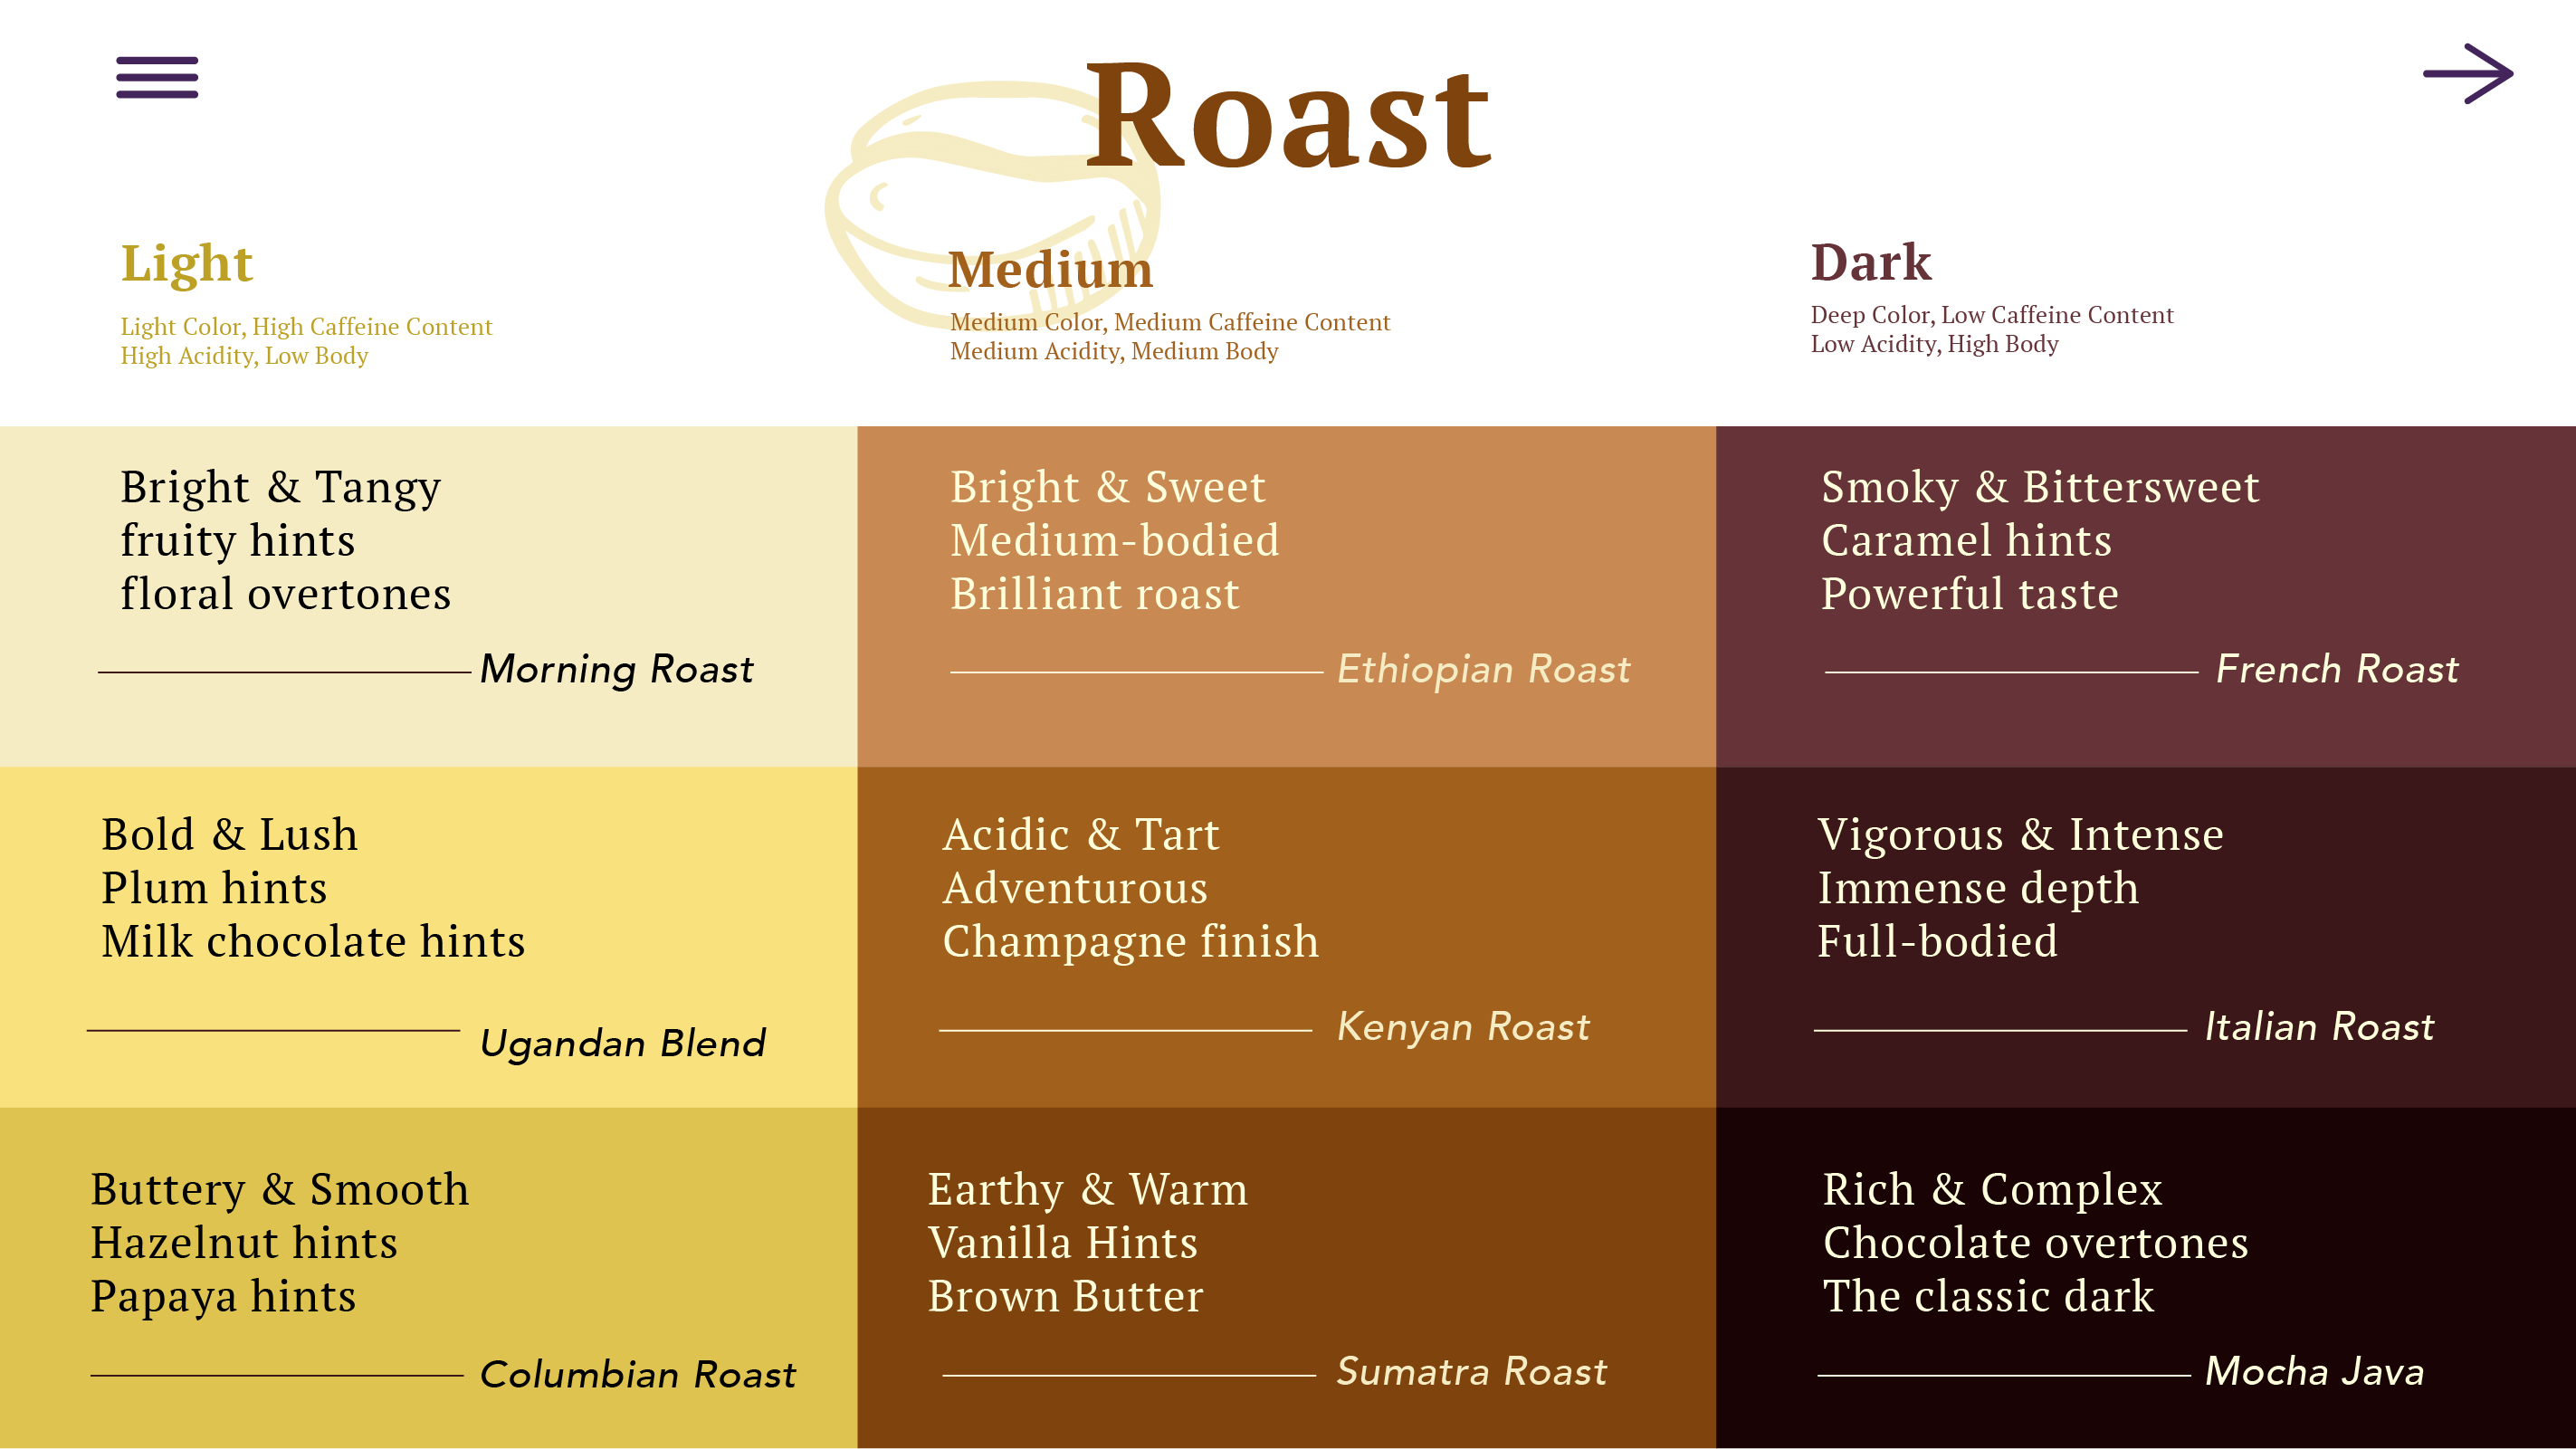 Roast
Light
Light Color, High Caffeine Content
High Acidity, Low Body
Medium
Medium Color, Medium Caffeine Content
Medium Acidity, Medium Body
Dark
Deep Color, Low Caffeine Content
Low Acidity, High Body
Bright & Tangy
fruity hints
floral overtones
Morning Roast
Bright & Sweet
Medium-bodied
Brilliant roast
Ethiopian Roast
Smoky & Bittersweet
Caramel hints
Powerful taste
French Roast
Bold & Lush
Plum hints
Milk chocolate hints
Ugandan Blend
Acidic & Tart
Adventurous
Champagne finish
Kenyan Roast
Vigorous & Intense
Immense depth
Full-bodied
Italian Roast
Buttery & Smooth
Hazelnut hints
Papaya hints
Columbian Roast
Earthy & Warm
Vanilla Hints
Brown Butter
Sumatra Roast
Rich & Complex
Chocolate overtones
The classic dark
Mocha Java